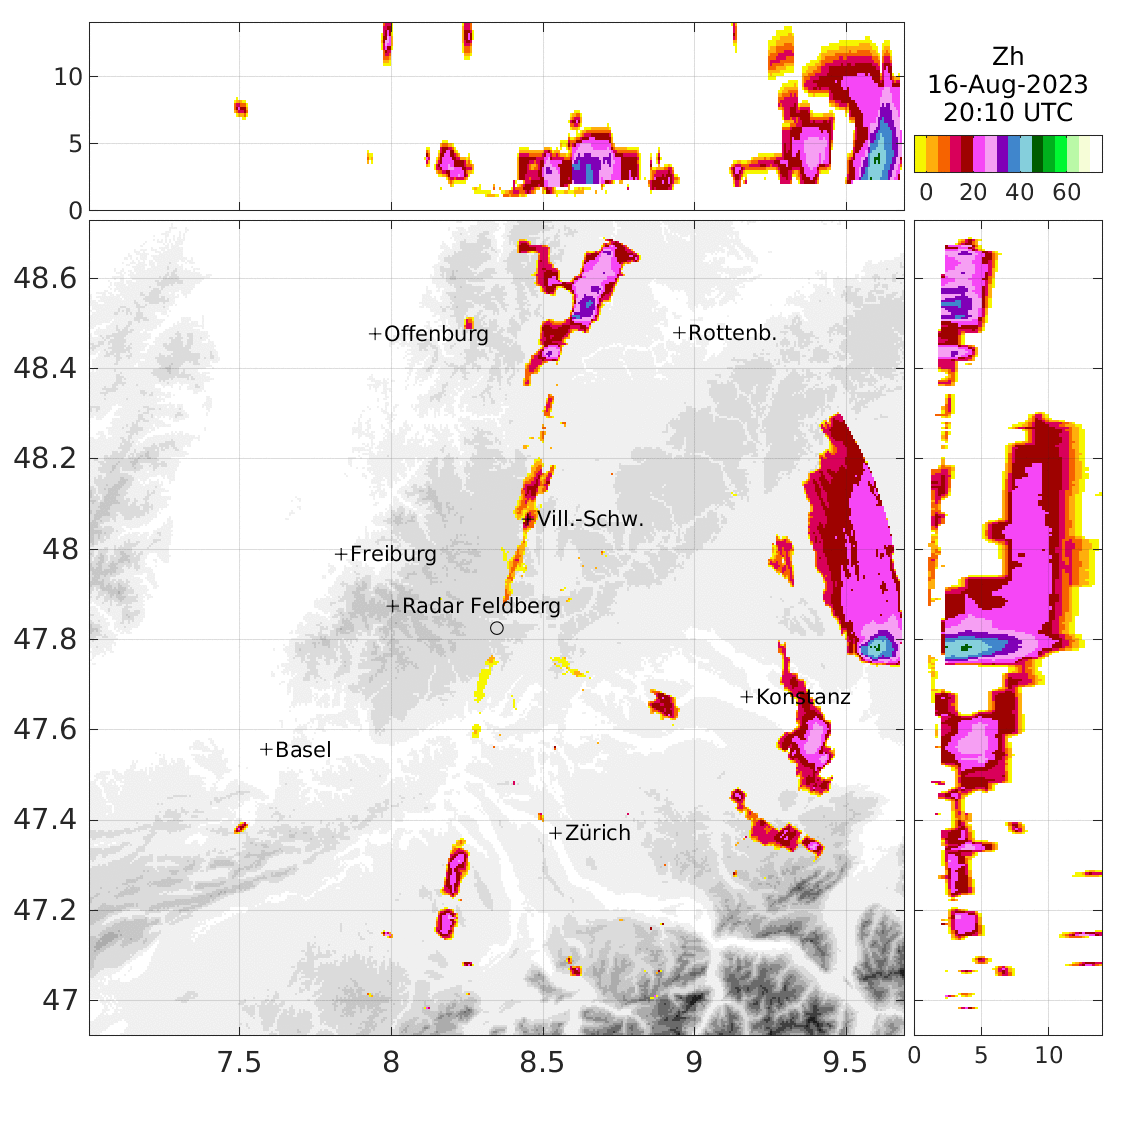 10
5
0
Zh
16-Aug-2023
20:10 UTC
0 20 40 60
48.6
48.4
48.2
48
47.8
47.6
47.4
47.2
47
+Offenburg
+Rottenb.
+Vill.-Schw.
+Freiburg
+Radar Feldberg
+Konstanz
+Basel
+Zürich
7.5 8 8.5 9 9.5
0 5 10